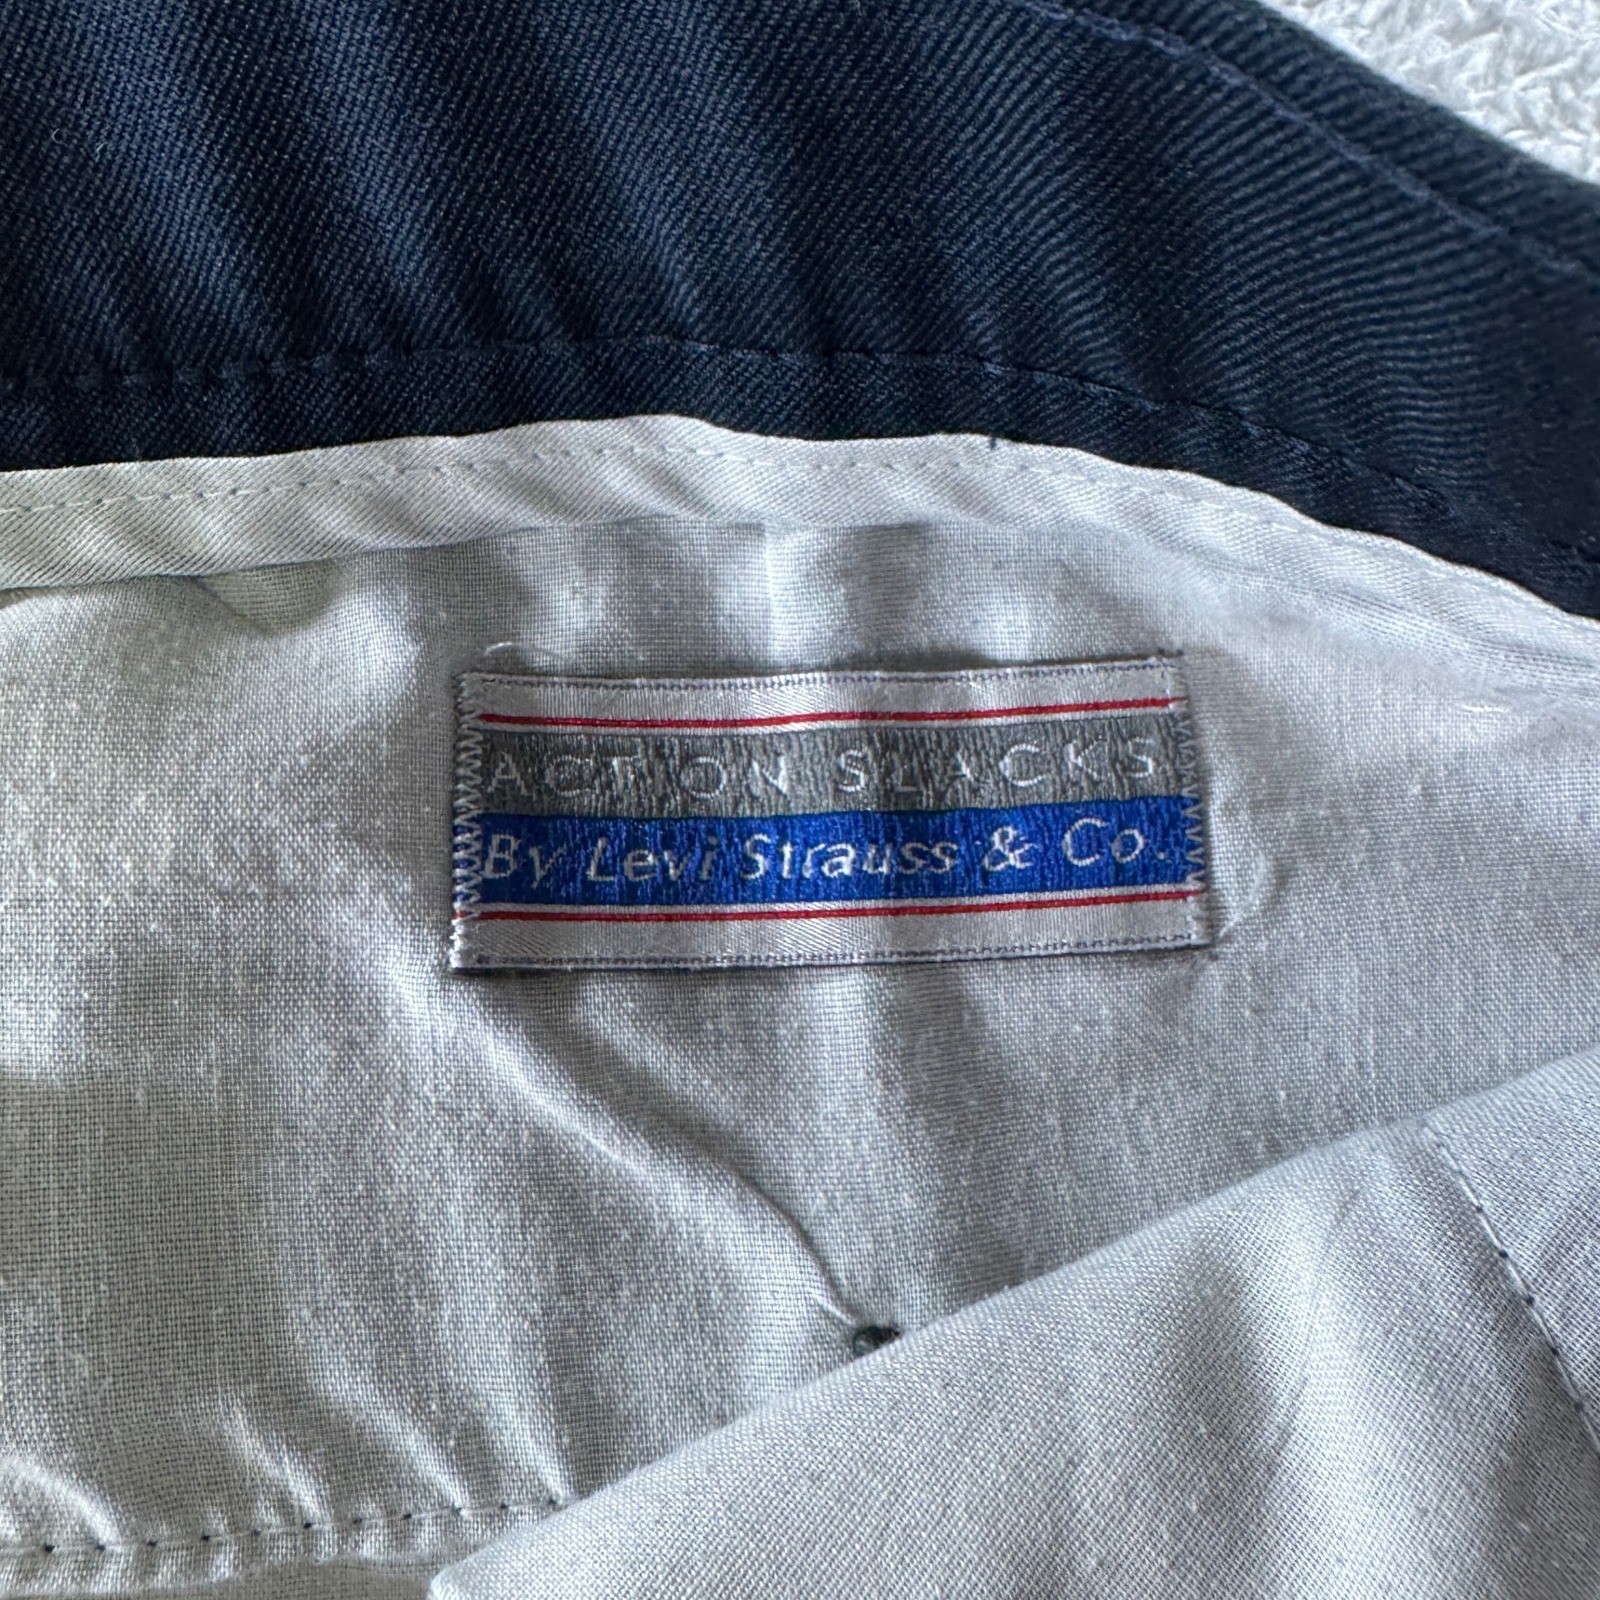 ACTION SLACKS
By Levi Strauss & Co.